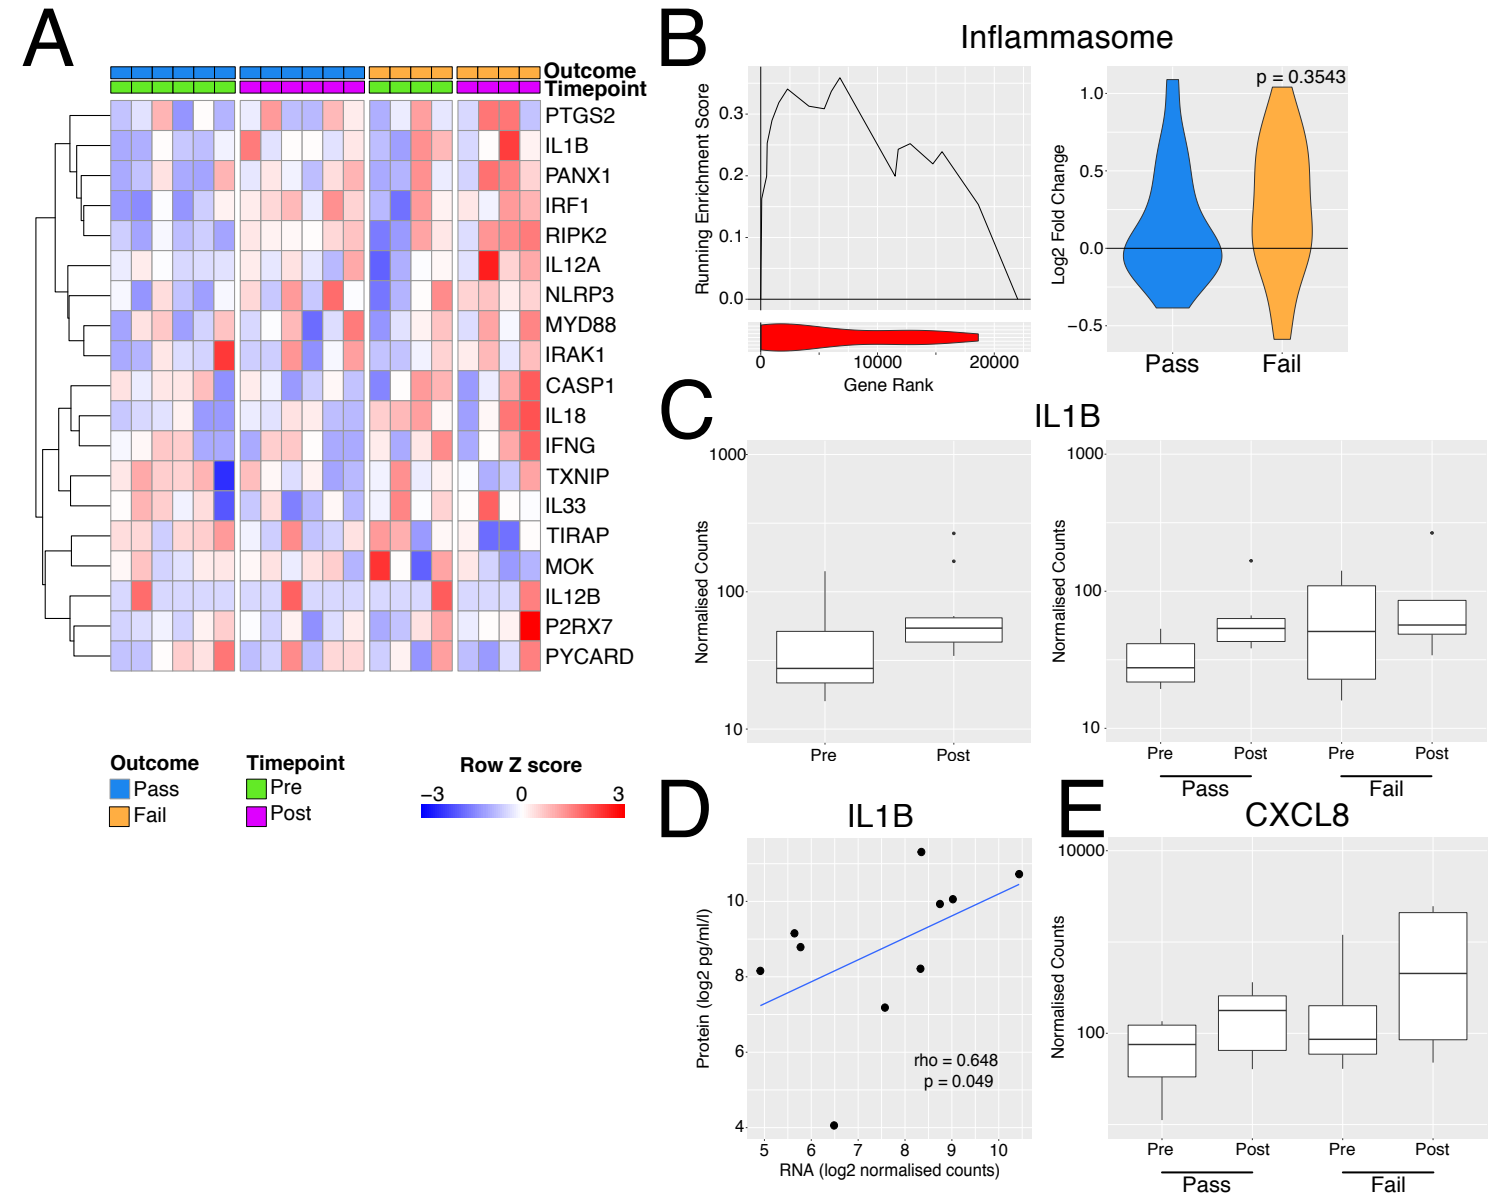 A
Outcome
Timepoint
PTGS2
IL1B
PANX1
IRF1
RIPK2
IL12A
NLRP3
MYD88
IRAK1
CASP1
IL18
IFNG
TXNIP
IL33
TIRAP
MOK
IL12B
P2RX7
PYCARD
Outcome
Pass
Fail
Timepoint
Pre
Post
Row Z score
−3 0 3
B
Inflammasome
Running Enrichment Score
0.3
0.2
0.1
0.0
0 10000 20000
Gene Rank
Log2 Fold Change
p = 0.3543
1.0
0.5
0.0
−0.5
Pass Fail
C
IL1B
Normalised Counts
1000
100
10
Pre Post
Normalised Counts
1000
100
10
Pre Post Pre Post
Pass Fail
D
IL1B
Protein (log2 pg/ml/l)
10
8
6
4
rho = 0.648
p = 0.049
5 6 7 8 9 10
RNA (log2 normalised counts)
E
CXCL8
Normalised Counts
10000
100
Pre Post Pre Post
Pass Fail